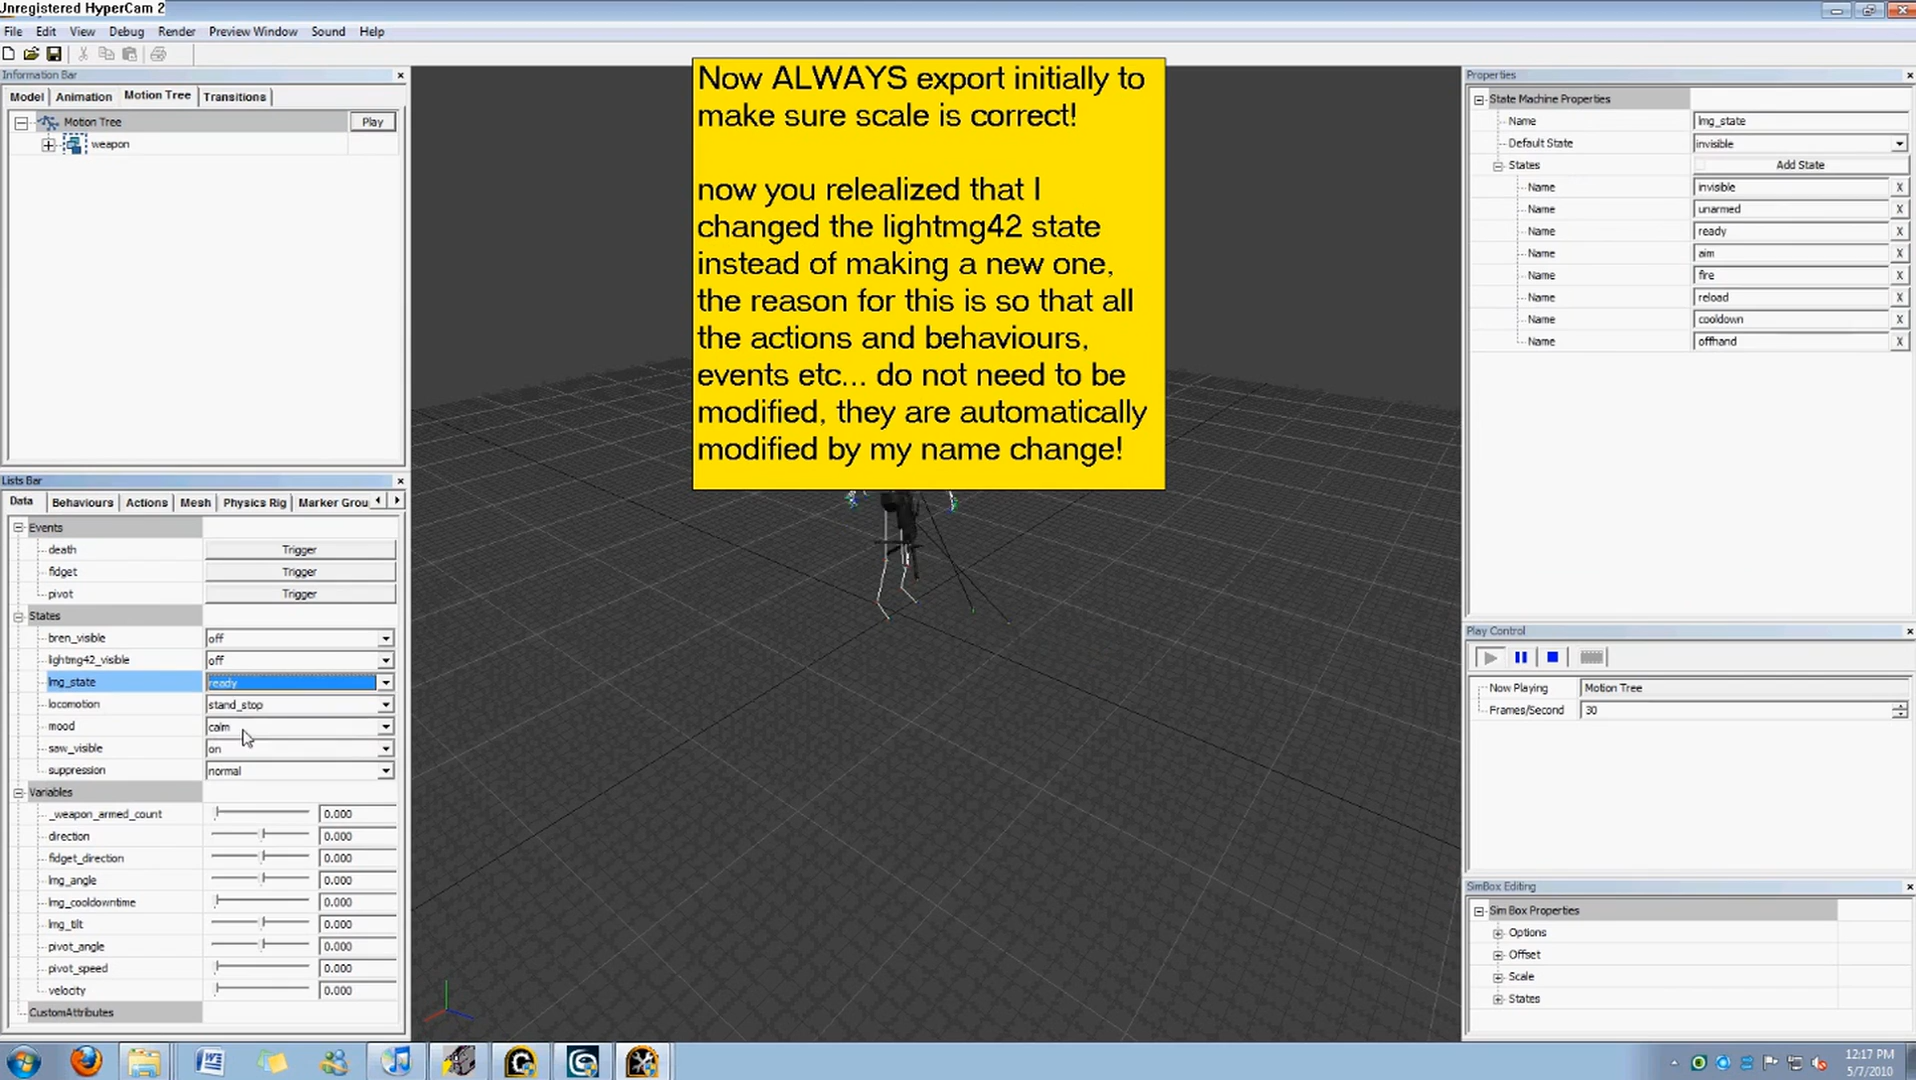 Unregistered HyperCam 2
File Edit View Debug Render Preview Window Sound Help
Information Bar
Model Animation Motion Tree Transitions
Motion Tree Play
weapon
Now ALWAYS export initially to
make sure scale is correct!
now you relealized that I
changed the lightmg42 state
instead of making a new one,
the reason for this is so that all
the actions and behaviours,
events etc... do not need to be
modified, they are automatically
modified by my name change!
Lists Bar
Data Behaviours Actions Mesh Physics Rig Marker Grou
Events
death Trigger
fidget Trigger
pivot Trigger
States
bren_visible off
lightmg42_visible off
lmg_state ready
locomotion stand_stop
mood calm
saw_visible on
suppression normal
Variables
_weapon_armed_count 0.000
direction 0.000
fidget_direction 0.000
lmg_angle 0.000
lmg_cooldowntime 0.000
lmg_tilt 0.000
pivot_angle 0.000
pivot_speed 0.000
velocity 0.000
CustomAttributes
Properties
State Machine Properties
Name lmg_state
Default State invisible
States Add State
Name invisible X
Name unarmed X
Name ready X
Name aim X
Name fire X
Name reload X
Name cooldown X
Name offhand X
Play Control
Now Playing Motion Tree
Frames/Second 30
SimBox Editing
Sim Box Properties
Options
Offset
Scale
States
12:17 PM
5/7/2010